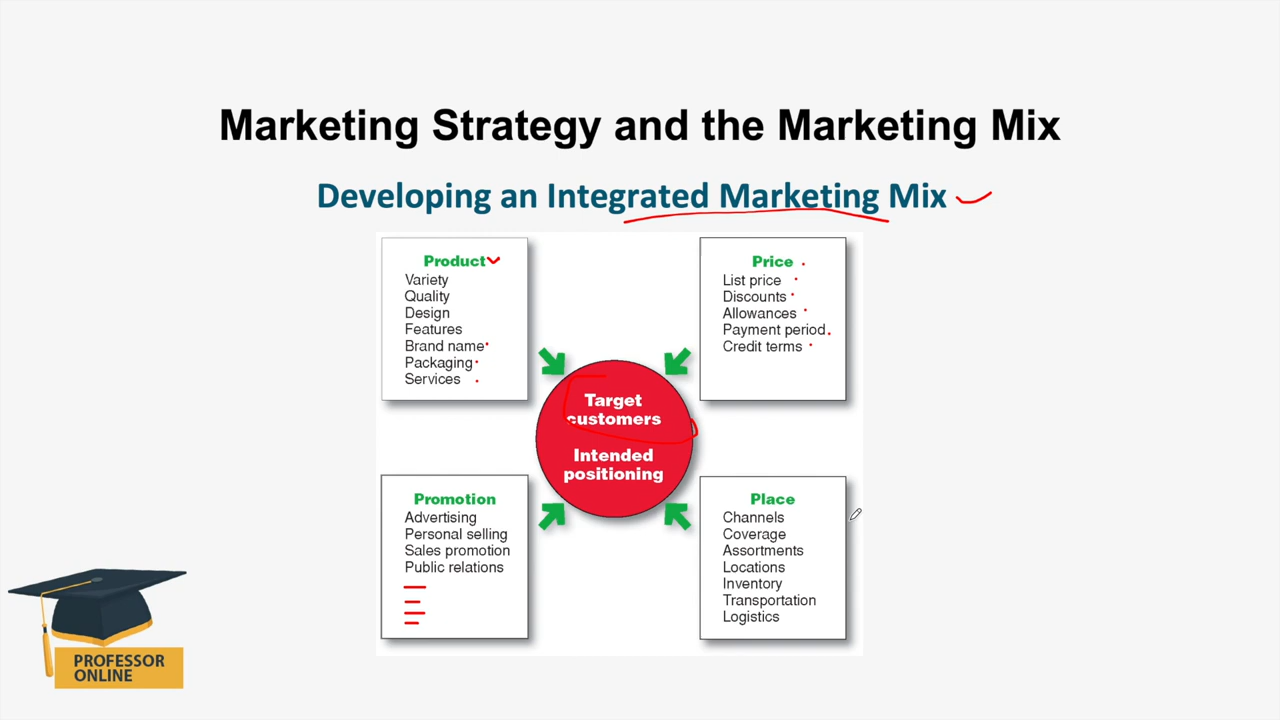 Marketing Strategy and the Marketing Mix
Developing an Integrated Marketing Mix
Product
Variety
Quality
Design
Features
Brand name
Packaging
Services
Price
List price
Discounts
Allowances
Payment period
Credit terms
Target
customers
Intended
positioning
Promotion
Advertising
Personal selling
Sales promotion
Public relations
Place
Channels
Coverage
Assortments
Locations
Inventory
Transportation
Logistics
PROFESSOR
ONLINE